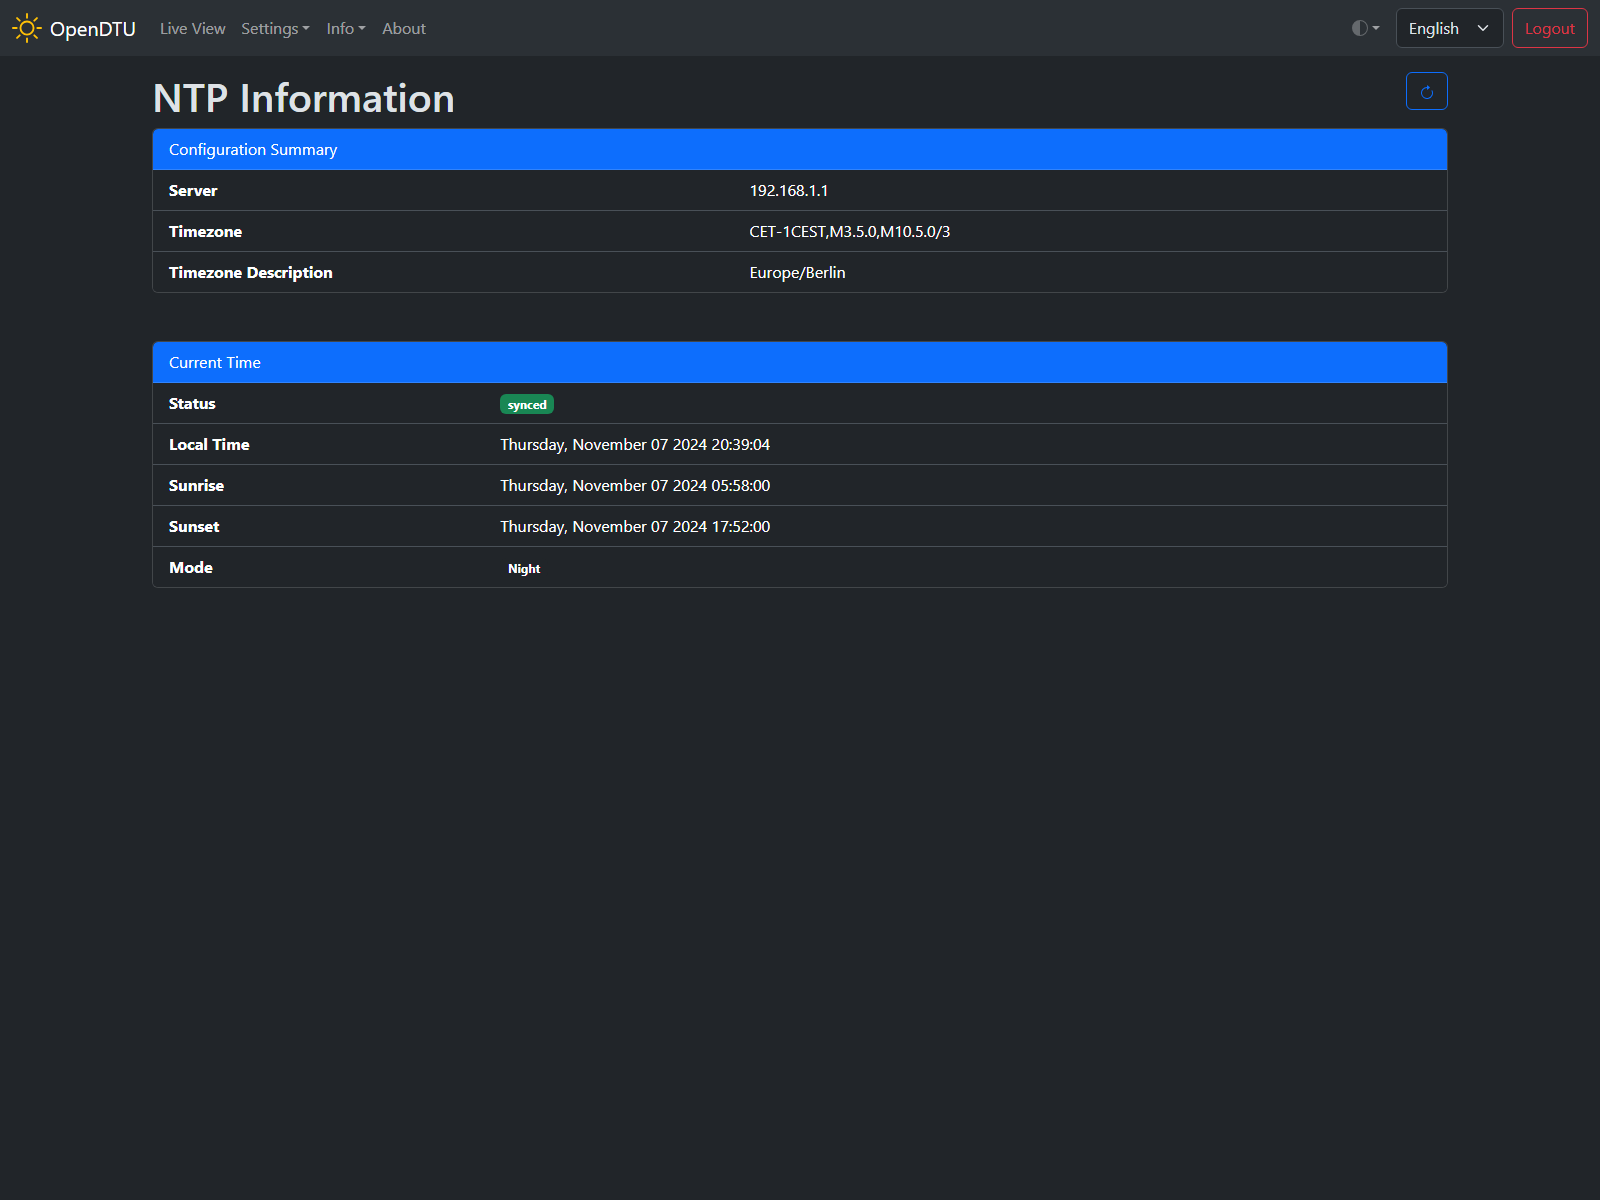 OpenDTU Live View Settings Info About English Logout
NTP Information
Configuration Summary
Server 192.168.1.1
Timezone CET-1CEST,M3.5.0,M10.5.0/3
Timezone Description Europe/Berlin
Current Time
Status synced
Local Time Thursday, November 07 2024 20:39:04
Sunrise Thursday, November 07 2024 05:58:00
Sunset Thursday, November 07 2024 17:52:00
Mode Night